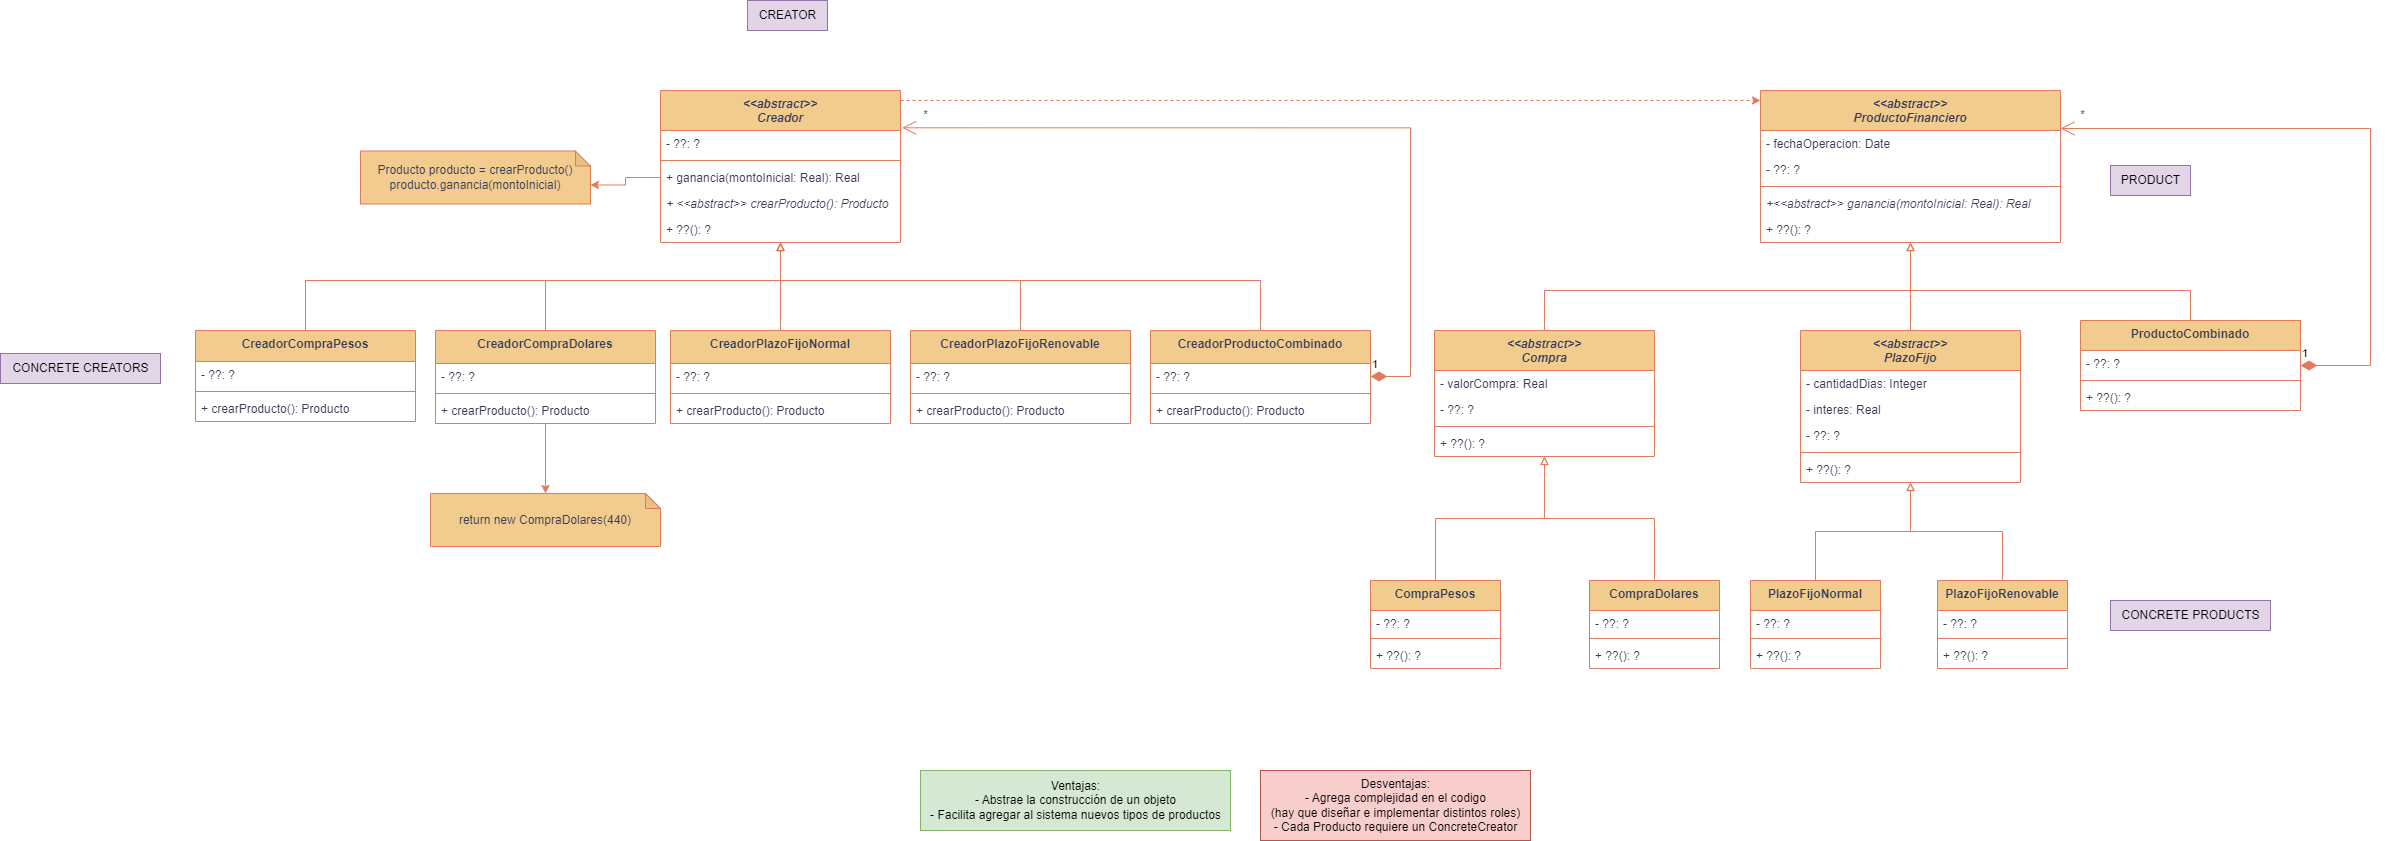 CREATOR
<<abstract>>
Creador
- ??: ?
+ ganancia(montoInicial: Real): Real
+ <<abstract>> crearProducto(): Producto
+ ??(): ?
*
Producto producto = crearProducto()
producto.ganancia(montoInicial)
<<abstract>>
ProductoFinanciero
- fechaOperacion: Date
- ??: ?
+<<abstract>> ganancia(montoInicial: Real): Real
+ ??(): ?
*
PRODUCT
CONCRETE CREATORS
CreadorCompraPesos
- ??: ?
+ crearProducto(): Producto
CreadorCompraDolares
- ??: ?
+ crearProducto(): Producto
CreadorPlazoFijoNormal
- ??: ?
+ crearProducto(): Producto
CreadorPlazoFijoRenovable
- ??: ?
+ crearProducto(): Producto
CreadorProductoCombinado
- ??: ?
+ crearProducto(): Producto
1
<<abstract>>
Compra
- valorCompra: Real
- ??: ?
+ ??(): ?
<<abstract>>
PlazoFijo
- cantidadDias: Integer
- interes: Real
- ??: ?
+ ??(): ?
ProductoCombinado
- ??: ?
+ ??(): ?
1
return new CompraDolares(440)
CompraPesos
- ??: ?
+ ??(): ?
CompraDolares
- ??: ?
+ ??(): ?
PlazoFijoNormal
- ??: ?
+ ??(): ?
PlazoFijoRenovable
- ??: ?
+ ??(): ?
CONCRETE PRODUCTS
Ventajas:
- Abstrae la construcción de un objeto
- Facilita agregar al sistema nuevos tipos de productos
Desventajas:
- Agrega complejidad en el codigo
(hay que diseñar e implementar distintos roles)
- Cada Producto requiere un ConcreteCreator